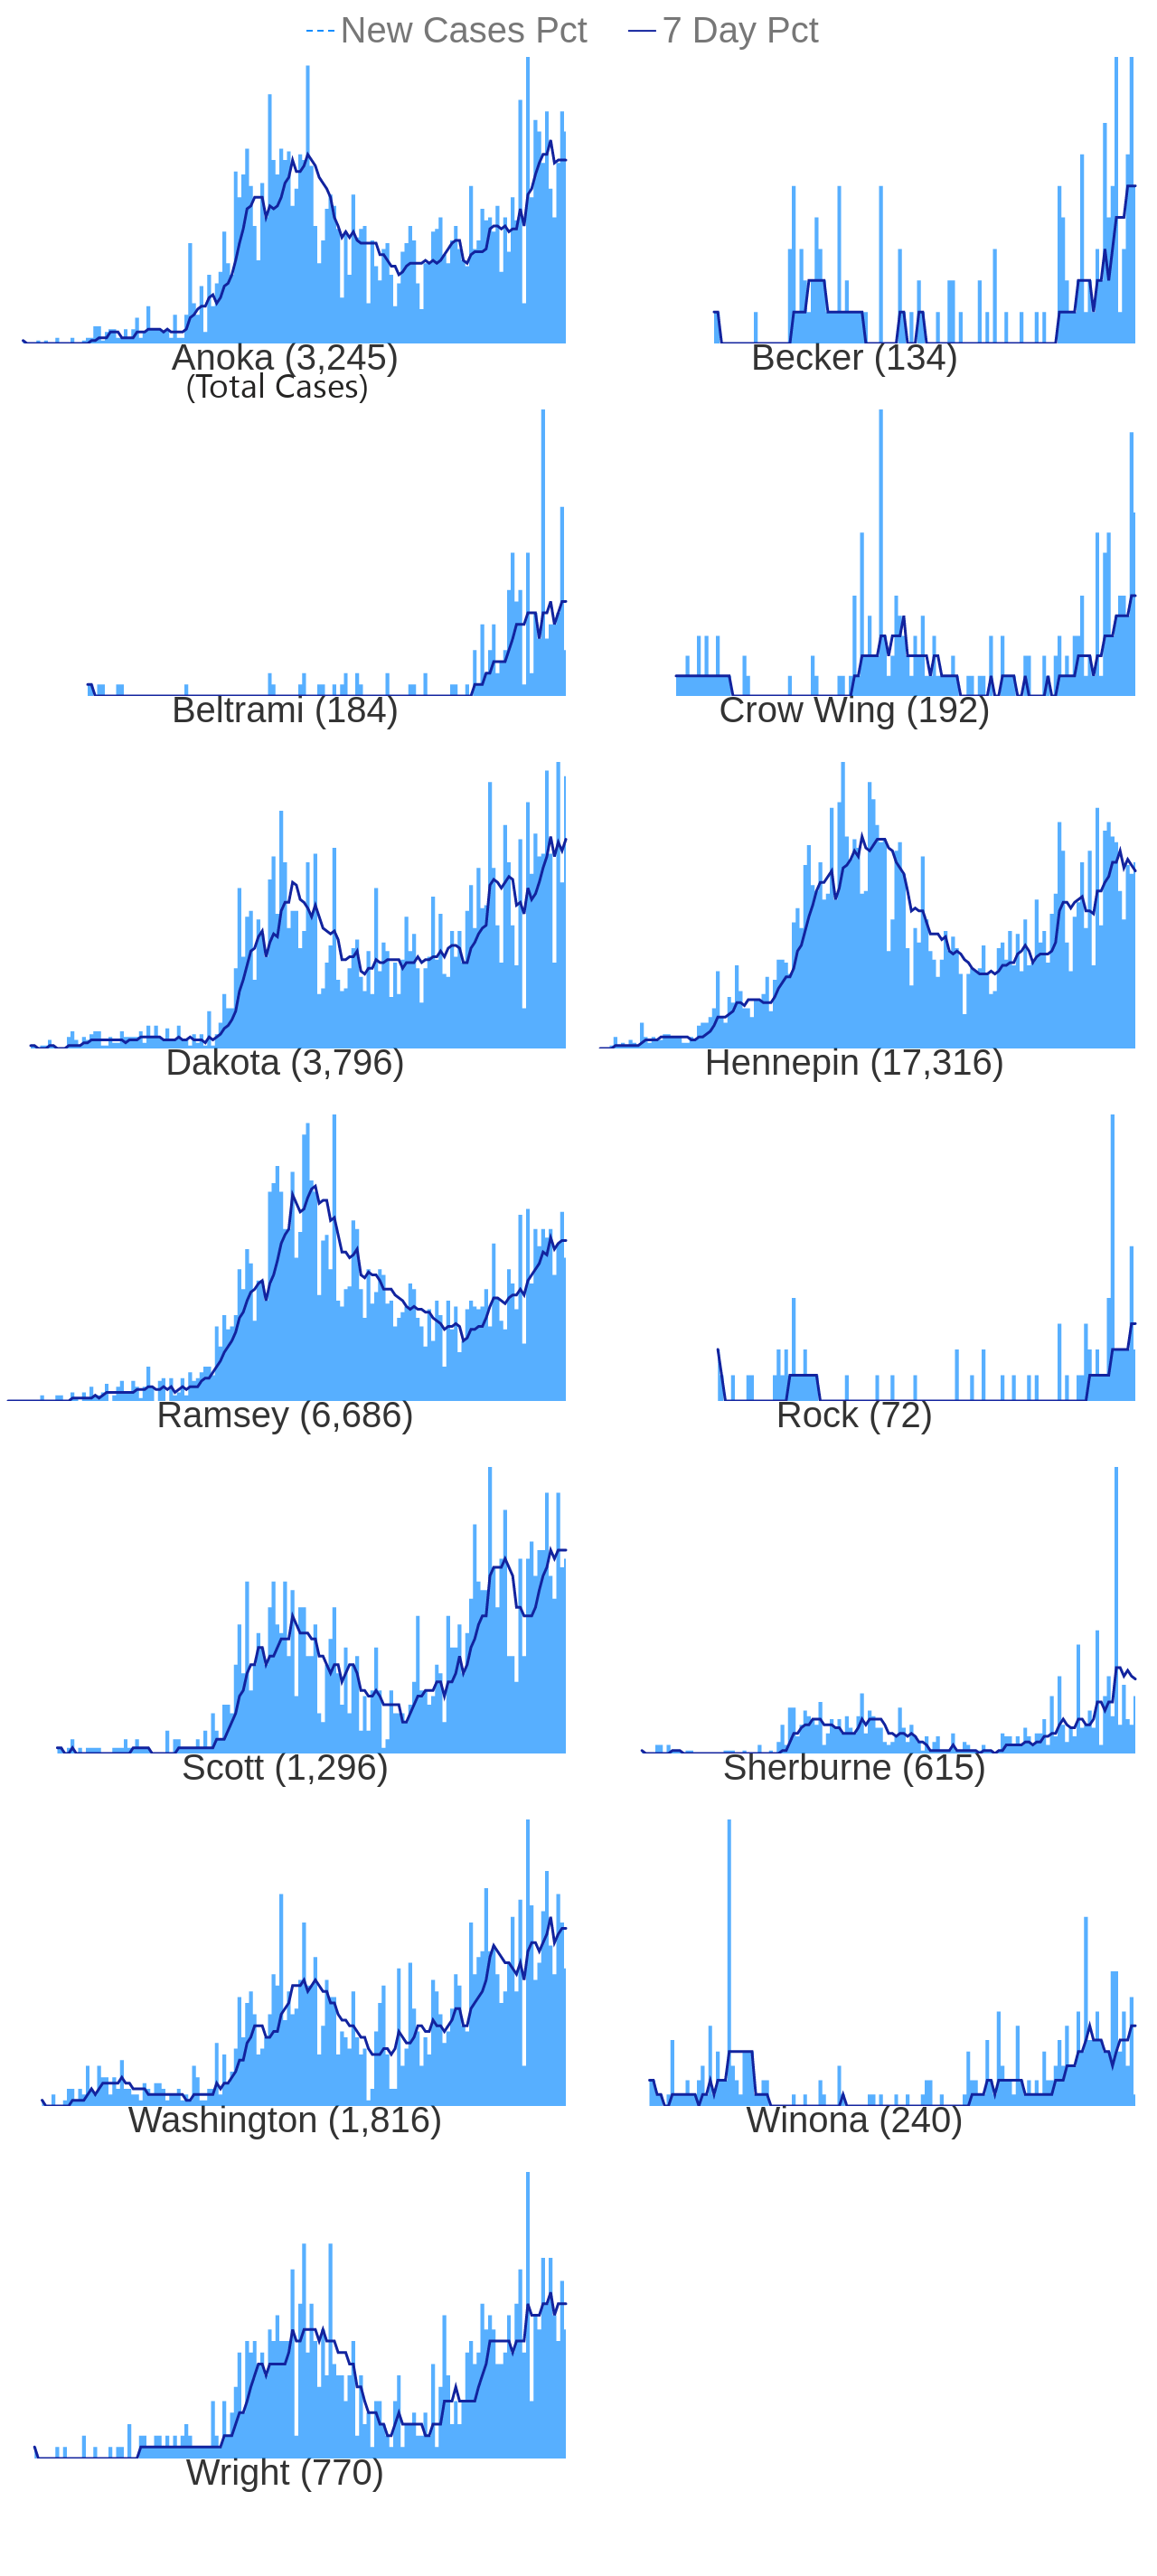 New Cases Pct 7 Day Pct
Anoka (3,245) Becker (134)
(Total Cases)
Beltrami (184) Crow Wing (192)
Dakota (3,796) Hennepin (17,316)
Ramsey (6,686) Rock (72)
Scott (1,296) Sherburne (615)
Washington (1,816) Winona (240)
Wright (770)